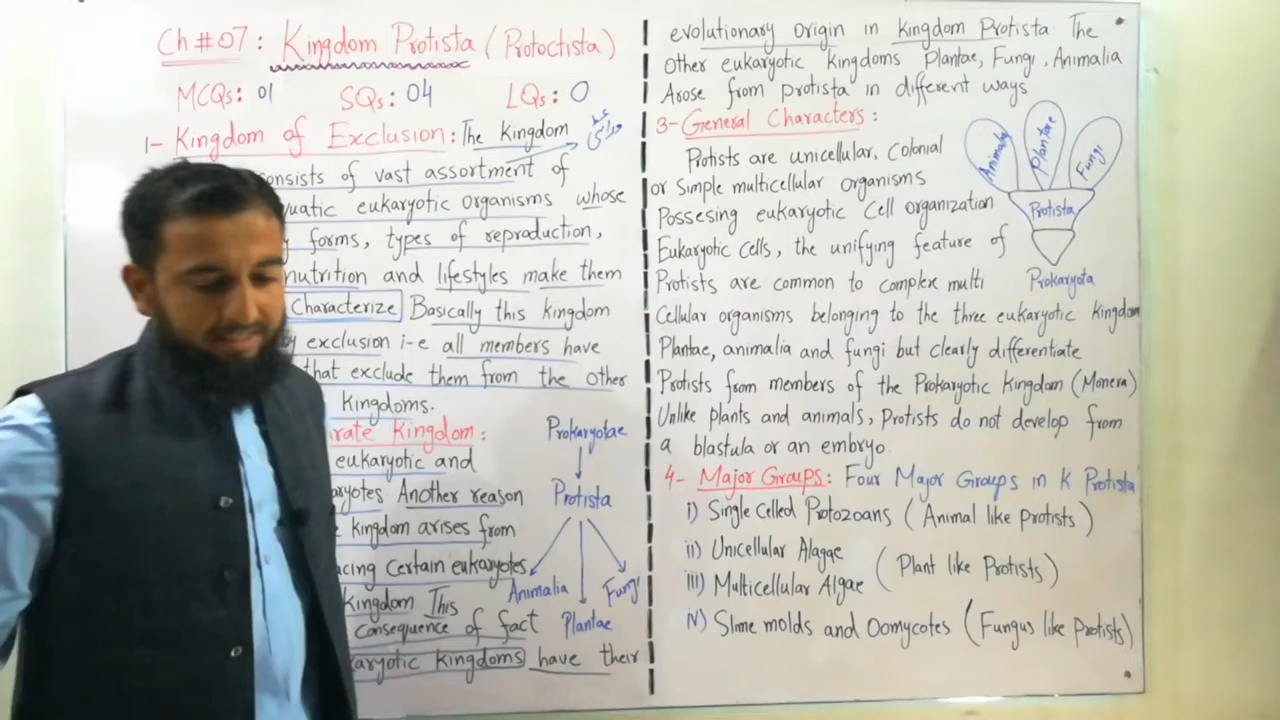 Ch # 07: Kingdom Protista (Protoctista)
MCQs: 01 SQs: 04 LQs: 0
1- Kingdom of Exclusion: The Kingdom
onsists of vast assortment of
uatic eukaryotic organisms whose
forms, types of reproduction,
nutrition and lifestyles make them
Characterize Basically this kingdom
y exclusion i-e all members have
that exclude them from the other
Kingdoms.
rate Kingdom:
eukaryotic and
aryotes Another reason
kingdom arises from
acing certain eukaryotes
kingdom This
consequence of fact
aryotic kingdoms have their
Prokaryotae
Protista
Animalia
Plantae
Fungi
evolutionary origin in kingdom Protista The
Other eukaryotic kingdoms Plantae, Fungi, Animalia
Arose from protista in different ways
3- General Characters:
Protists are unicellular, Colonial
or Simple multicellular organisms
Possesing eukaryotic Cell organization
Eukaryotic cells, the unifying feature of
Protists are common to complex multi
Cellular organisms belonging to the three eukaryotic kingdom
Plantae, animalia and fungi but clearly differentiate
Protists from members of the Prokaryotic Kingdom (Monera)
Unlike plants and animals, Protists do not develop from
a blastula or an embryo.
Animalia
Plantae
Fungi
Protista
Prokaryota
4- Major Groups: Four Major Groups in K Protista
i) Single Celled Protozoans (Animal like protists)
ii) Unicellular Alagae
iii) Multicellular Algae
(Plant like Protists)
iv) Slime molds and Oomycotes (Fungus like Protists)